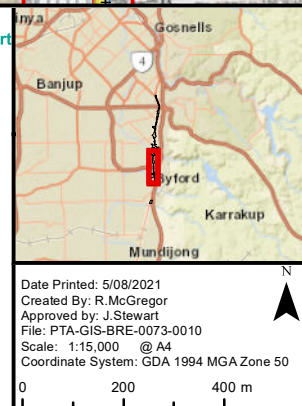 Gosnells
4
Banjup
Byford
Karrakup
Mundijong
N
Date Printed: 5/08/2021
Created By: R.McGregor
Approved by: J.Stewart
File: PTA-GIS-BRE-0073-0010
Scale: 1:15,000 @ A4
Coordinate System: GDA 1994 MGA Zone 50
0 200 400 m